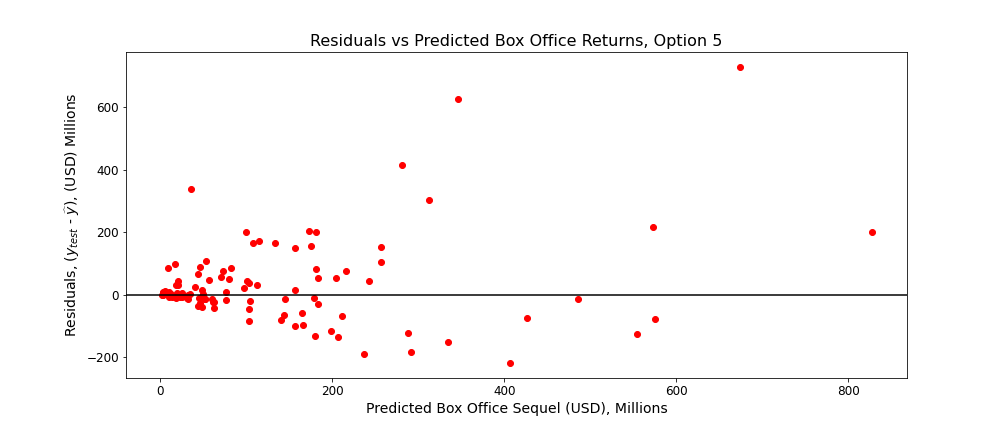 Residuals vs Predicted Box Office Returns, Option 5
Residuals, (y_test - ŷ), (USD) Millions
600
400
200
0
−200
0 200 400 600 800
Predicted Box Office Sequel (USD), Millions